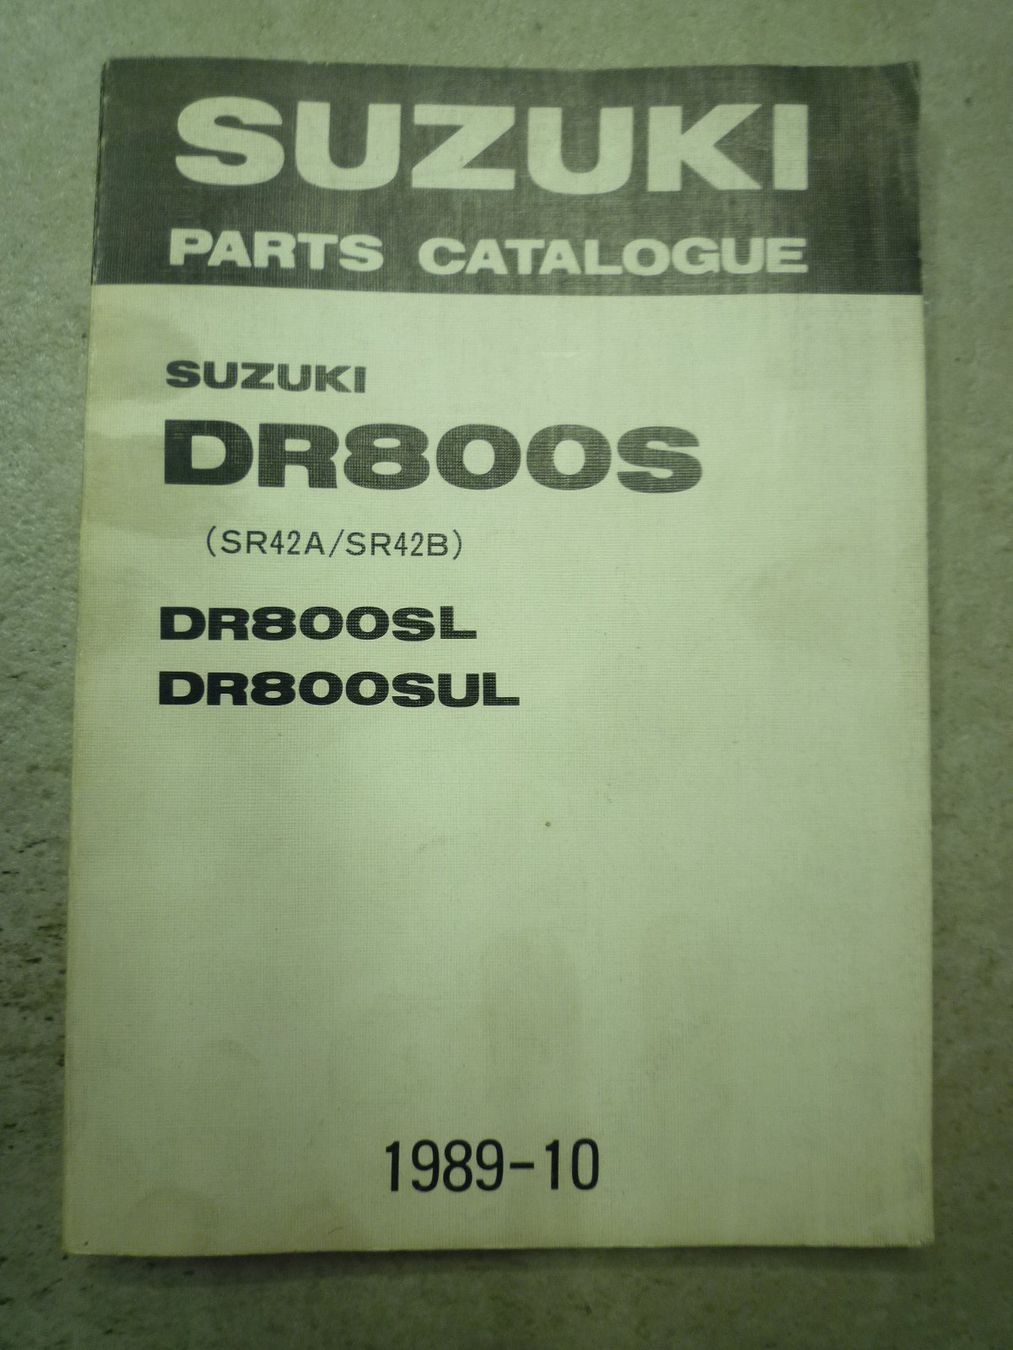 SUZUKI
PARTS CATALOGUE
SUZUKI
DR800S
(SR42A/SR42B)
DR800SL
DR800SUL
1989-10